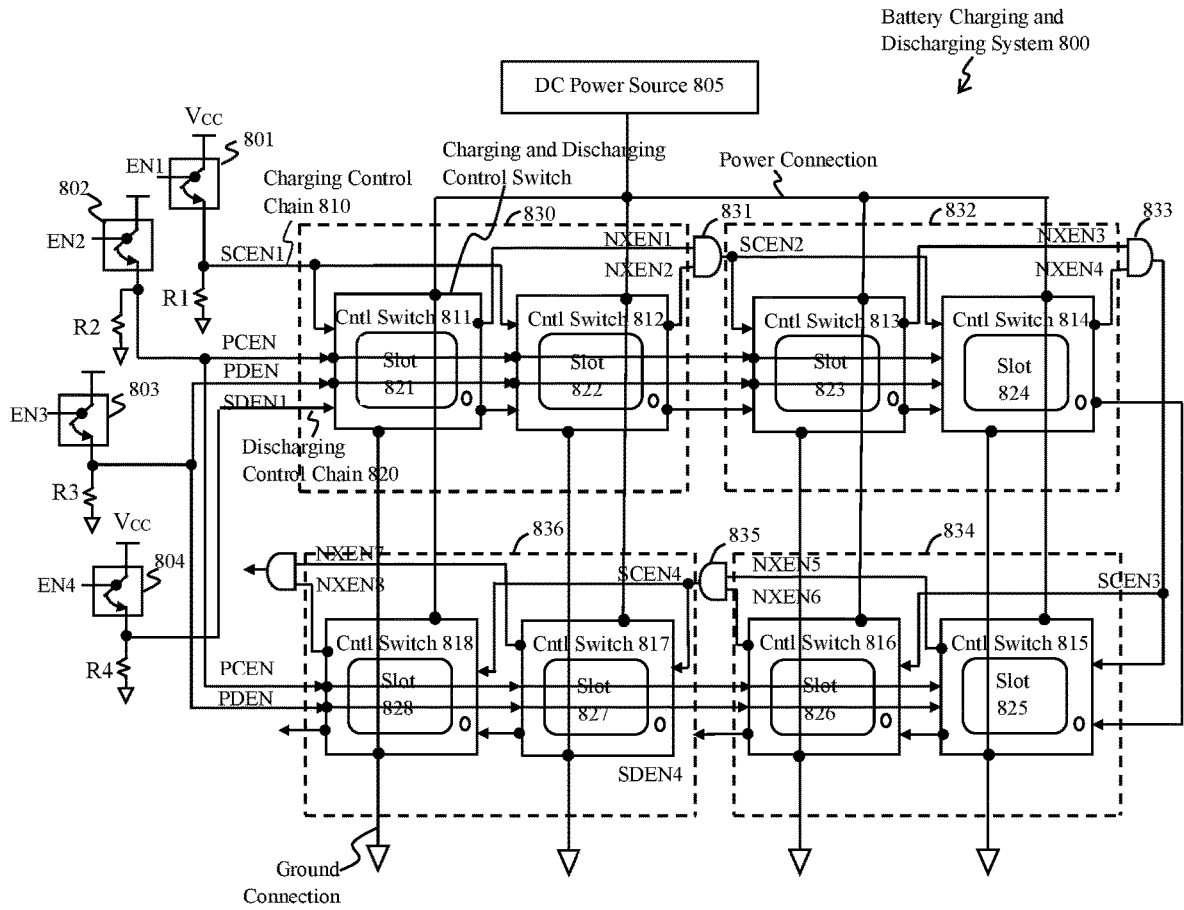 Battery Charging and
Discharging System 800
DC Power Source 805
VCC
801
EN1
802
EN2
Charging Control
Chain 810
Charging and Discharging
Control Switch
Power Connection
830
831
832
833
SCEN1
NXEN1
NXEN2
SCEN2
NXEN3
NXEN4
R1
R2
Cntl Switch 811
Cntl Switch 812
Cntl Switch 813
Cntl Switch 814
PCEN
PDEN
SDEN1
Slot
821
Slot
822
Slot
823
Slot
824
803
EN3
R3
Discharging
Control Chain 820
VCC
804
EN4
R4
836
835
834
NXEN7
NXEN8
SCEN4
NXEN5
NXEN6
SCEN3
Cntl Switch 818
Cntl Switch 817
Cntl Switch 816
Cntl Switch 815
PCEN
PDEN
Slot
828
Slot
827
Slot
826
Slot
825
SDEN4
Ground
Connection